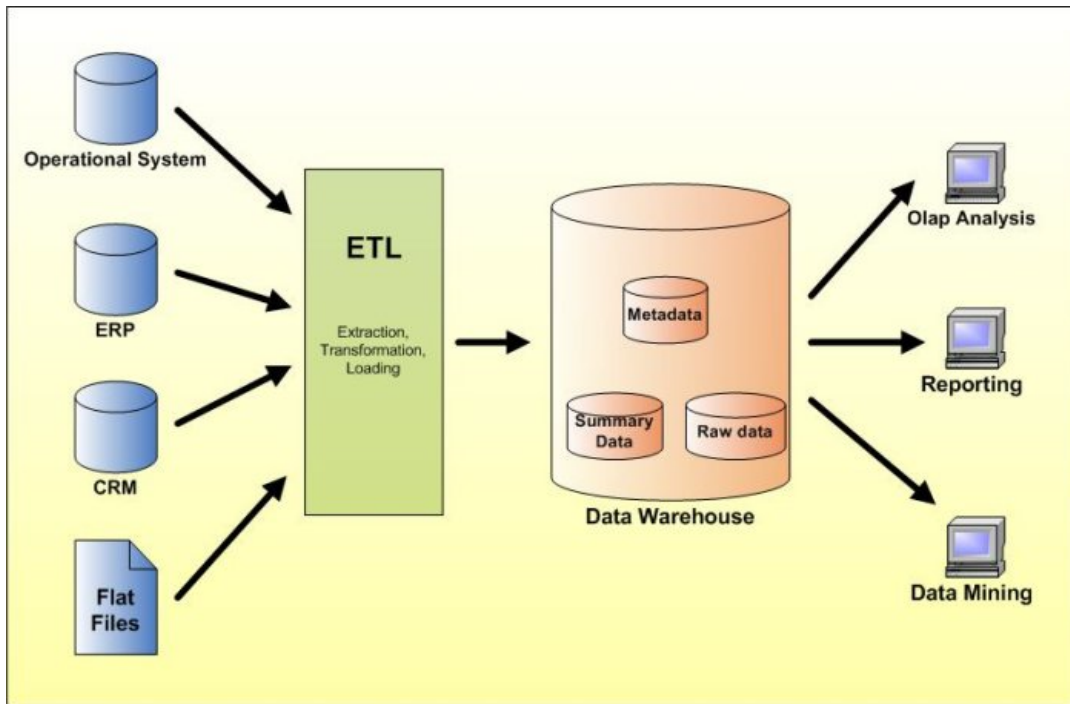 Operational System
ERP
CRM
Flat
Files
ETL
Extraction,
Transformation,
Loading
Metadata
Summary
Data
Raw data
Data Warehouse
Olap Analysis
Reporting
Data Mining